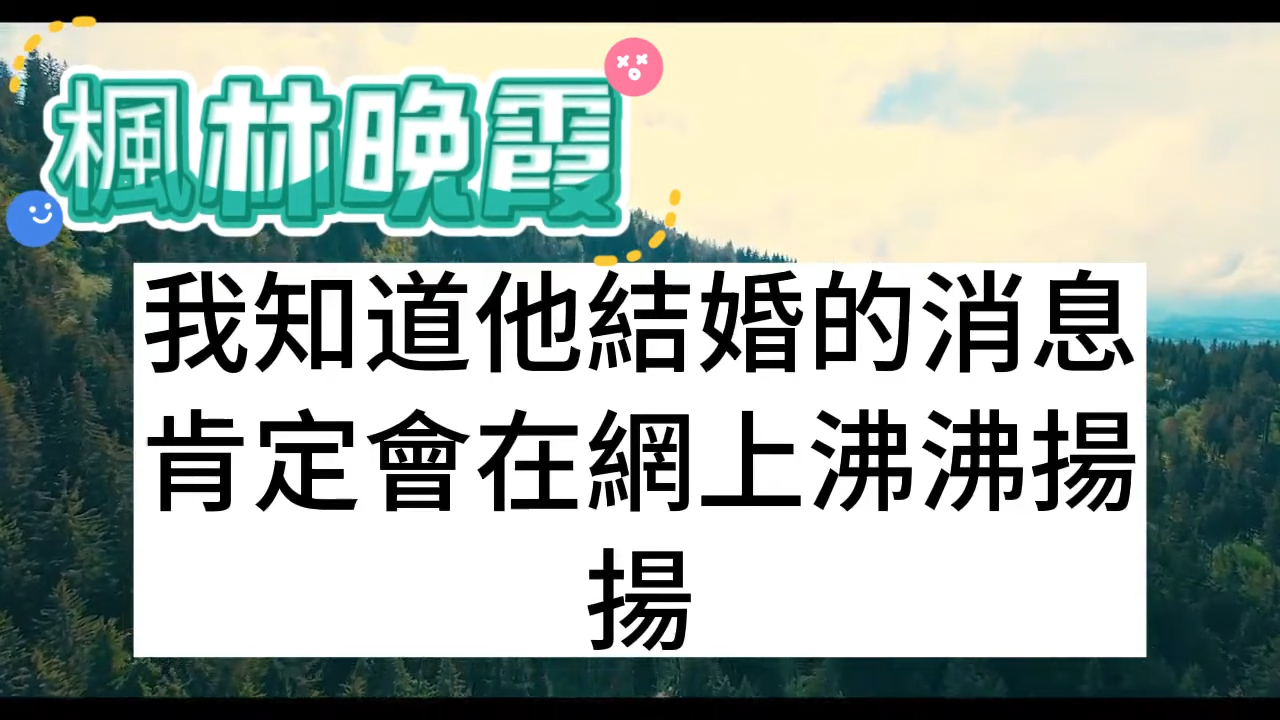 楓林晚霞
我知道他結婚的消息
肯定會在網上沸沸揚
揚